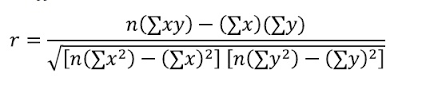 r = n(∑xy) − (∑x)(∑y) / √[n(∑x²) − (∑x)²] [n(∑y²) − (∑y)²]